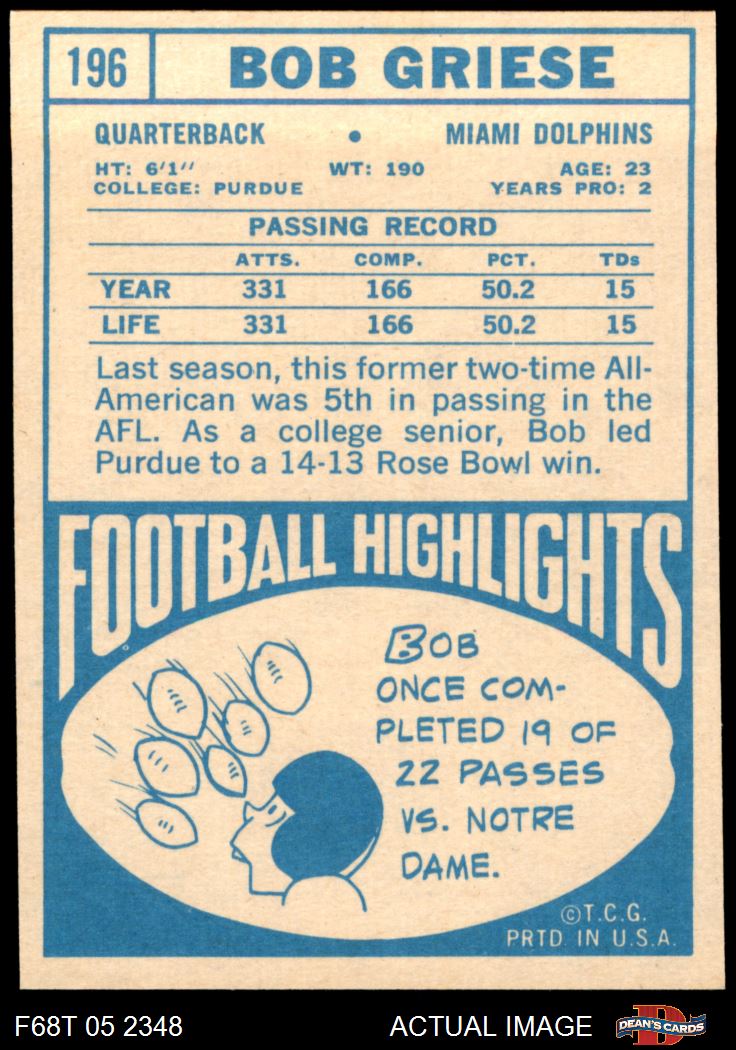 196 BOB GRIESE
QUARTERBACK • MIAMI DOLPHINS
HT: 6'1" WT: 190 AGE: 23
COLLEGE: PURDUE YEARS PRO: 2
PASSING RECORD
ATTS. COMP. PCT. TDs
YEAR 331 166 50.2 15
LIFE 331 166 50.2 15
Last season, this former two-time All-
American was 5th in passing in the
AFL. As a college senior, Bob led
Purdue to a 14-13 Rose Bowl win.
FOOTBALL HIGHLIGHTS
BOB
ONCE COM-
PLETED 19 OF
22 PASSES
VS. NOTRE
DAME.
©T.C.G.
PRTD. IN U.S.A.
F68T 05 2348 ACTUAL IMAGE D DEAN'S CARDS